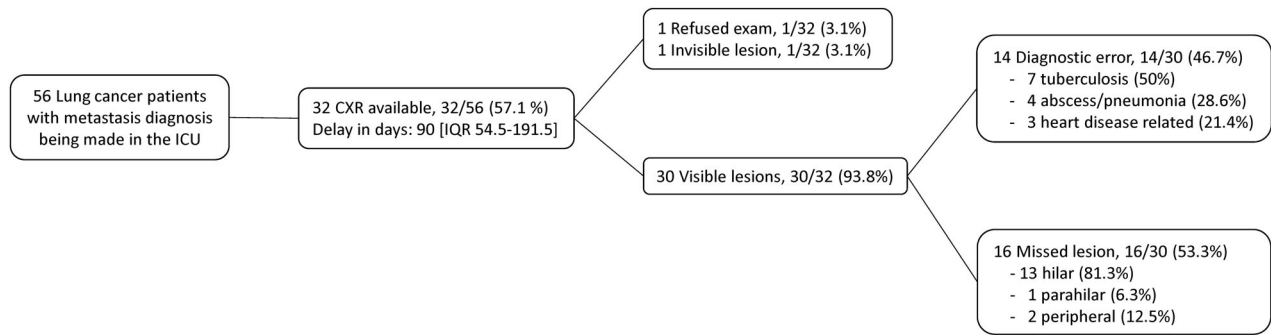 56 Lung cancer patients
with metastasis diagnosis
being made in the ICU
32 CXR available, 32/56 (57.1 %)
Delay in days: 90 [IQR 54.5-191.5]
1 Refused exam, 1/32 (3.1%)
1 Invisible lesion, 1/32 (3.1%)
30 Visible lesions, 30/32 (93.8%)
14 Diagnostic error, 14/30 (46.7%)
- 7 tuberculosis (50%)
- 4 abscess/pneumonia (28.6%)
- 3 heart disease related (21.4%)
16 Missed lesion, 16/30 (53.3%)
- 13 hilar (81.3%)
- 1 parahilar (6.3%)
- 2 peripheral (12.5%)